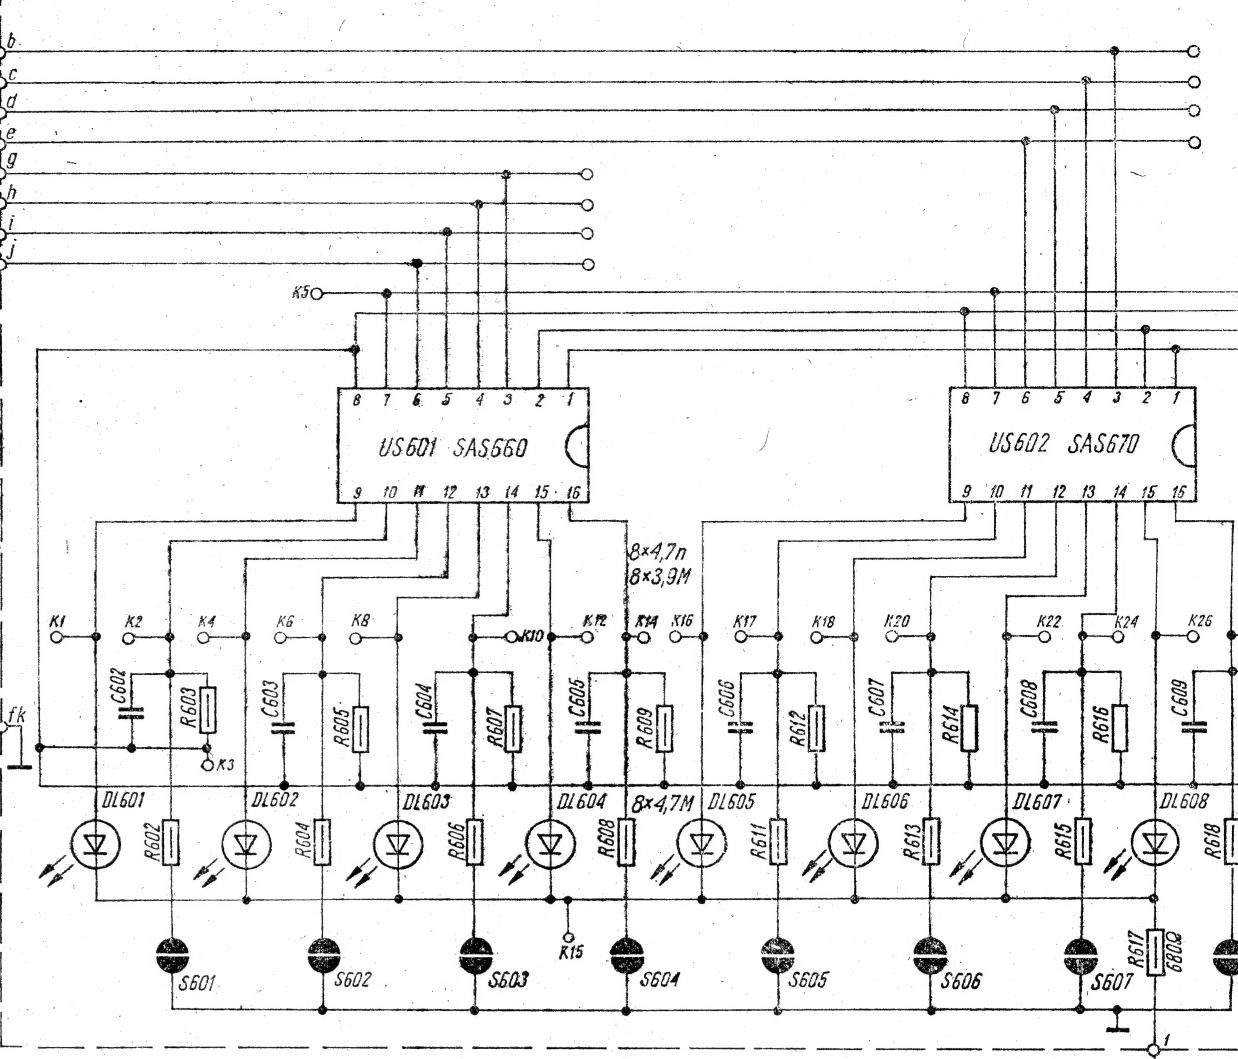 b
c
d
e
g
h
i
j
K5
8 7 6 5 4 3 2 1
8 7 6 5 4 3 2 1
US601 SAS660
US602 SAS670
9 10 11 12 13 14 15 16
9 10 11 12 13 14 15 16
8×4,7n
8×3,9M
K1 K2 K4 K6 K8 K10 K12 K14 K16 K17 K18 K20 K22 K24 K26
C602 R603 C603 R605 C604 R607 C605 R609 C606 R612 C607 R614 C608 R616 C609
fk
K3
DL601 DL602 DL603 DL604 8×4,7M DL605 DL606 DL607 DL608
R602 R604 R606 R608 R611 R613 R615 R618
K15
R617 680Ω
S601 S602 S603 S604 S605 S606 S607
1